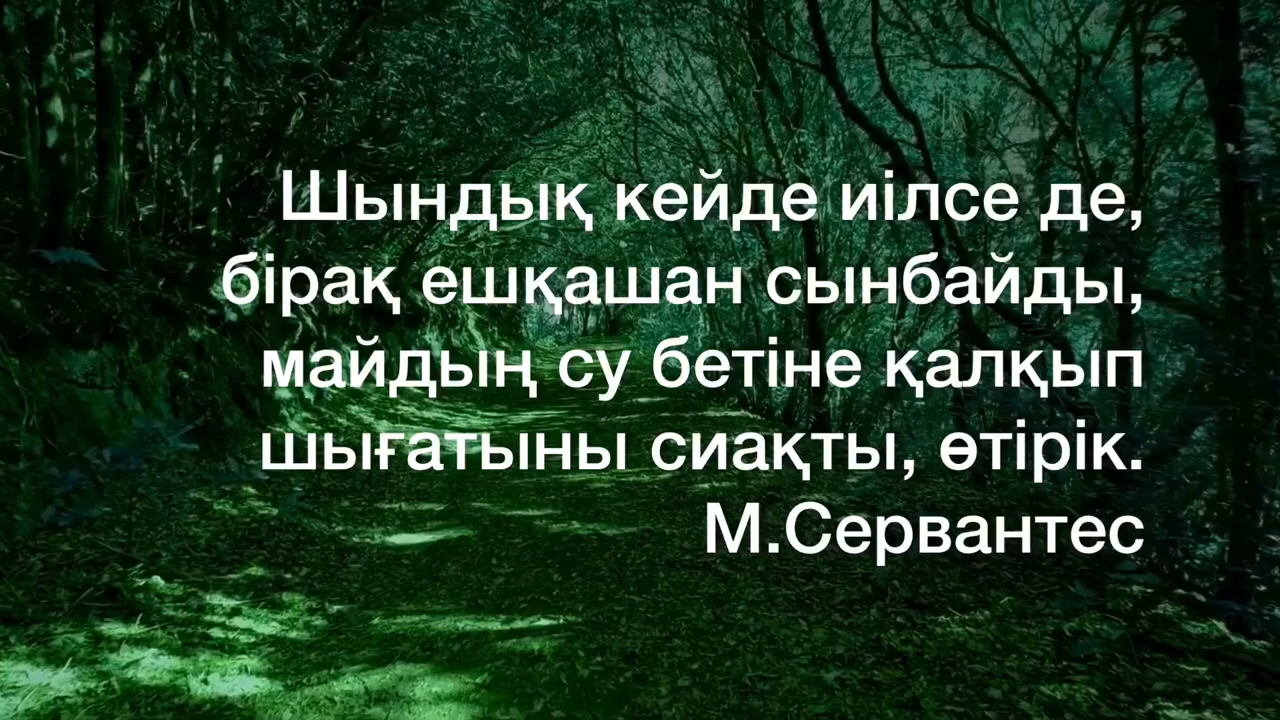 Шындық кейде иілсе де,
бірақ ешқашан сынбайды,
майдың су бетіне қалқып
шығатыны сиақты, өтірік.
М.Сервантес